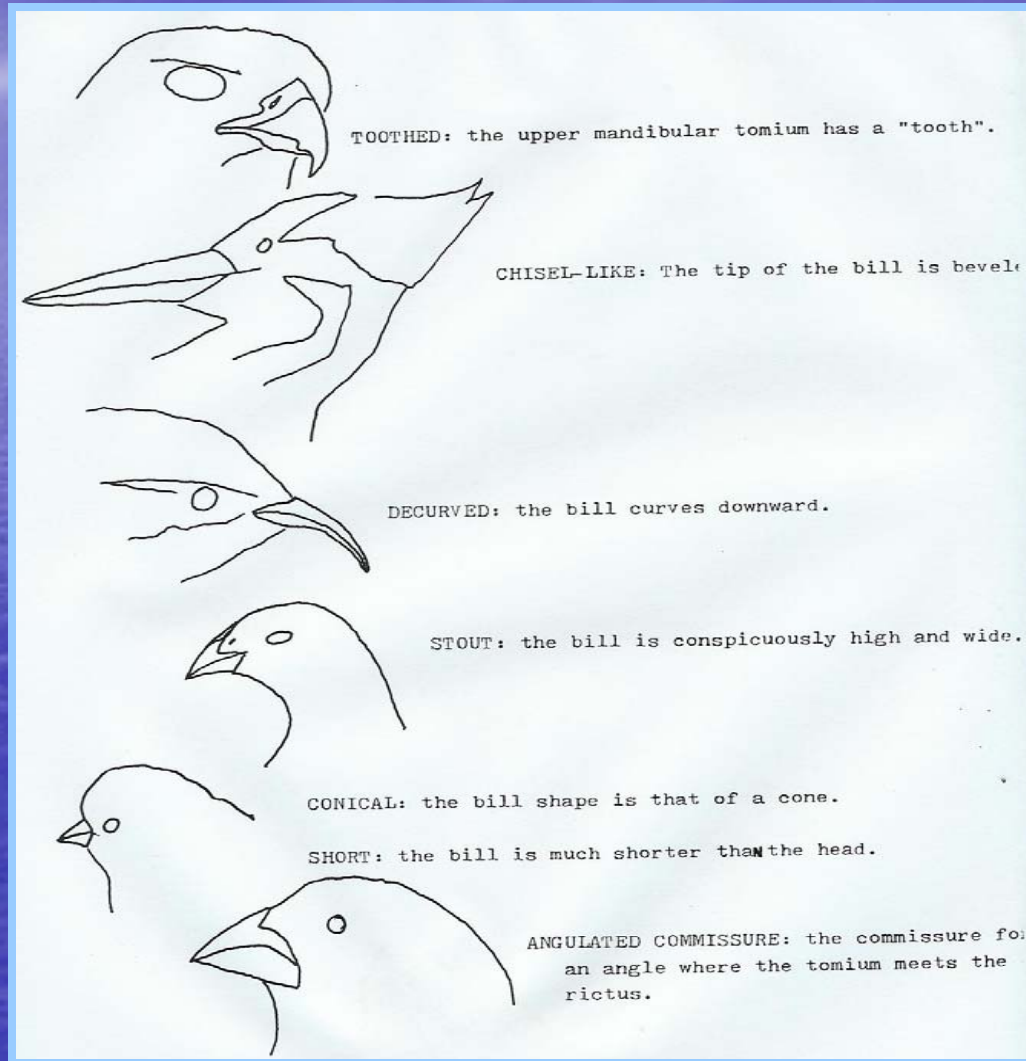 TOOTHED: the upper mandibular tomium has a "tooth".
CHISEL-LIKE: The tip of the bill is
DECURVED: the bill curves downward.
STOUT: the bill is conspicuously high and wide.
CONICAL: the bill shape is that of a cone.
SHORT: the bill is much shorter thaN the head.
ANGULATED COMMISSURE: the commissure
an angle where the tomium meets the
rictus.